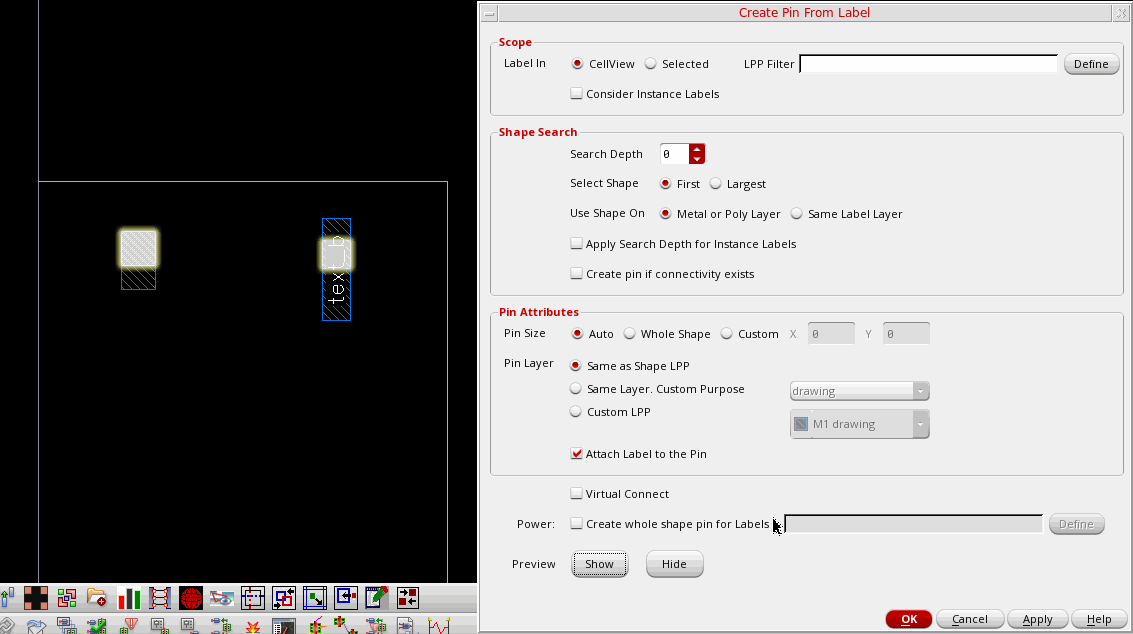 Create Pin From Label
Scope
Label In CellView Selected LPP Filter Define
Consider Instance Labels
Shape Search
Search Depth 0
Select Shape First Largest
Use Shape On Metal or Poly Layer Same Label Layer
Apply Search Depth for Instance Labels
Create pin if connectivity exists
Pin Attributes
Pin Size Auto Whole Shape Custom X 0 Y 0
Pin Layer Same as Shape LPP
Same Layer. Custom Purpose drawing
Custom LPP M1 drawing
Attach Label to the Pin
Virtual Connect
Power: Create whole shape pin for Labels Define
Preview Show Hide
OK Cancel Apply Help
text_b